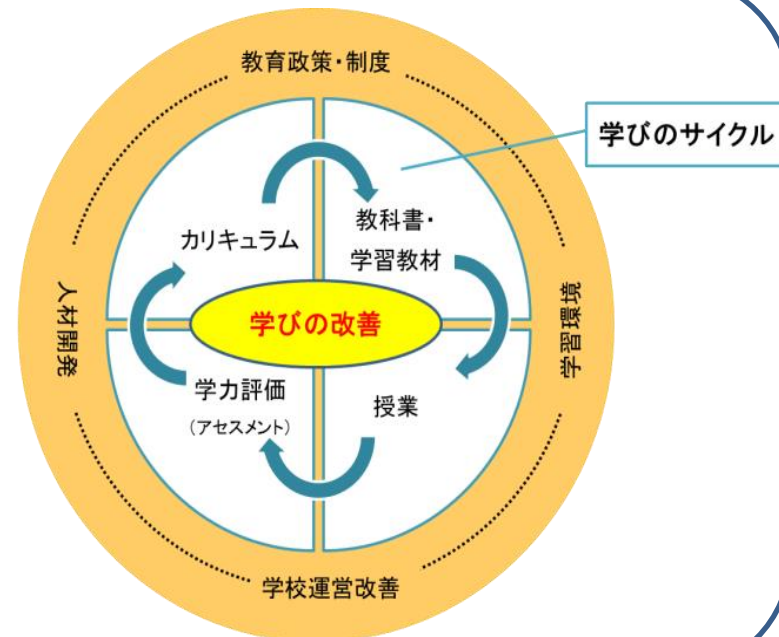 教育政策・制度
学びのサイクル
カリキュラム
教科書・
学習教材
人材開発
学びの改善
学習環境
学力評価
(アセスメント)
授業
学校運営改善